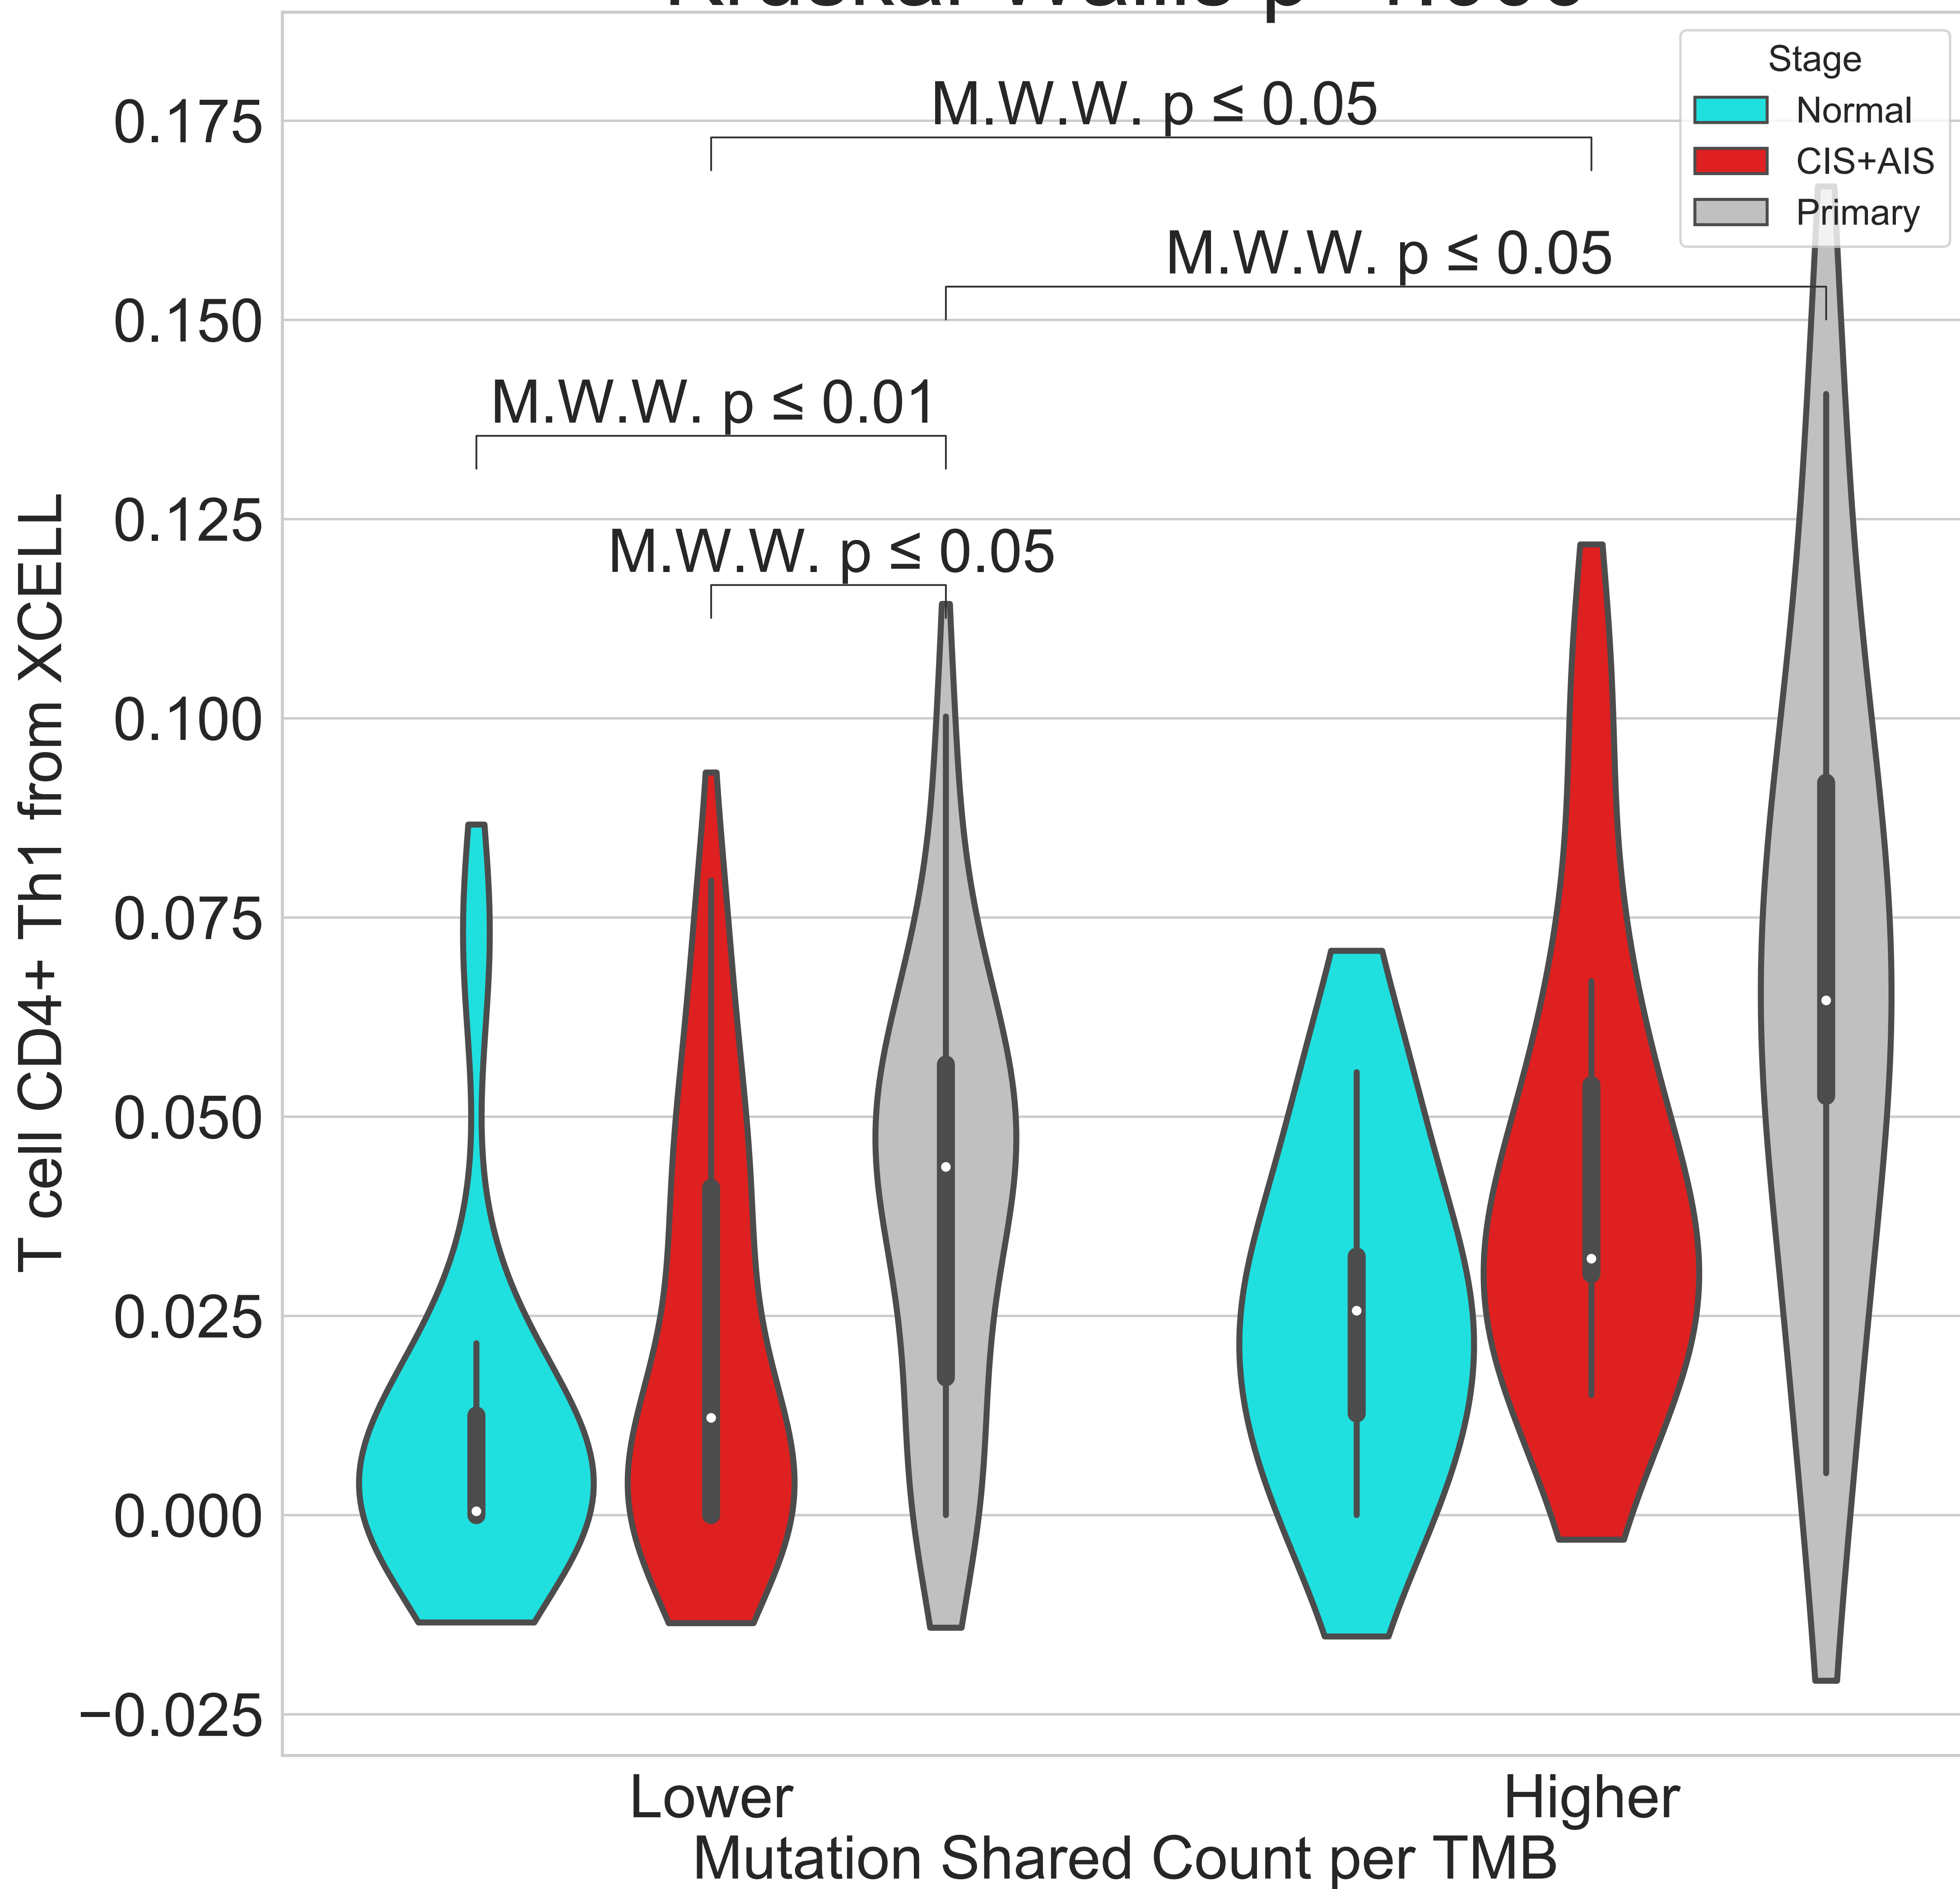 Stage
Normal
CIS+AIS
Primary
M.W.W. p ≤ 0.05
M.W.W. p ≤ 0.05
M.W.W. p ≤ 0.01
M.W.W. p ≤ 0.05
0.175
0.150
0.125
0.100
0.075
0.050
0.025
0.000
−0.025
T cell CD4+ Th1 from XCELL
Lower
Higher
Mutation Shared Count per TMB